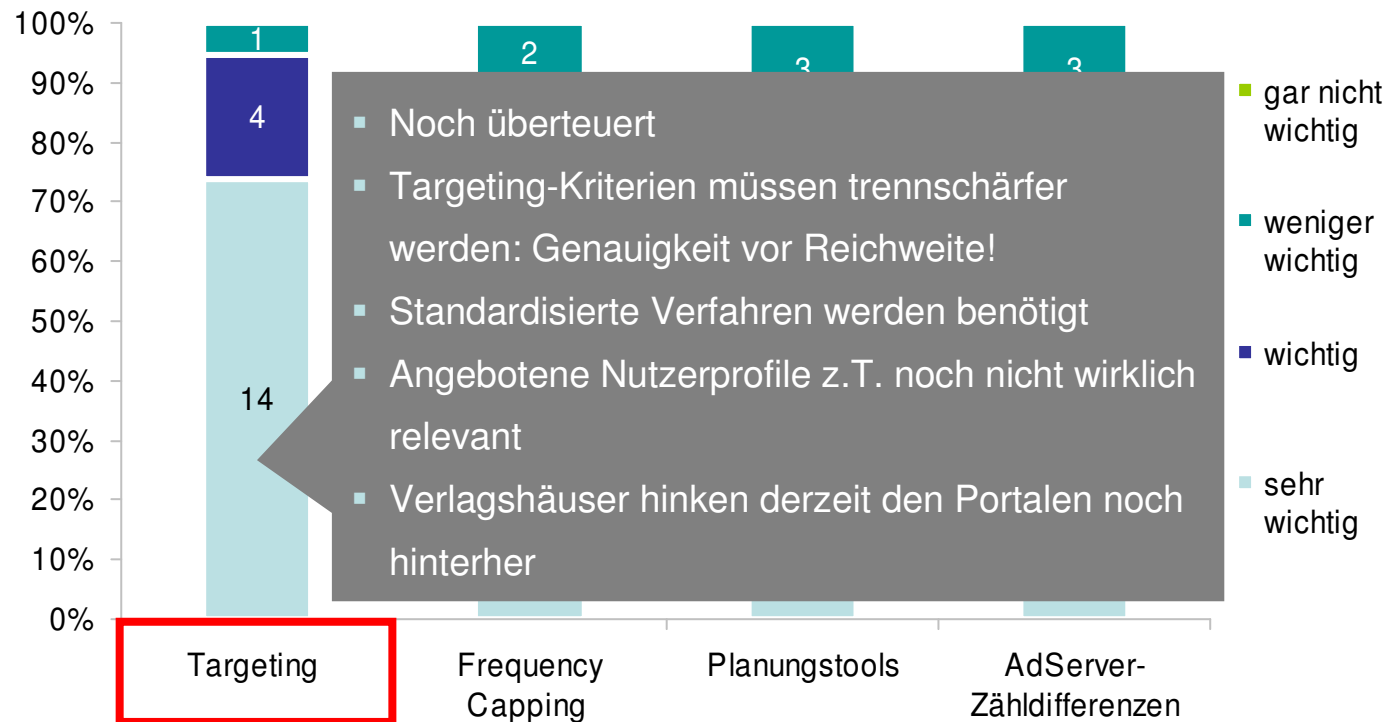 100%
90%
80%
70%
60%
50%
40%
30%
20%
10%
0%
1
4
14
2
3
3
Noch überteuert
Targeting-Kriterien müssen trennschärfer
werden: Genauigkeit vor Reichweite!
Standardisierte Verfahren werden benötigt
Angebotene Nutzerprofile z.T. noch nicht wirklich
relevant
Verlagshäuser hinken derzeit den Portalen noch
hinterher
gar nicht
wichtig
weniger
wichtig
wichtig
sehr
wichtig
Targeting
Frequency
Capping
Planungstools
AdServer-
Zähldifferenzen